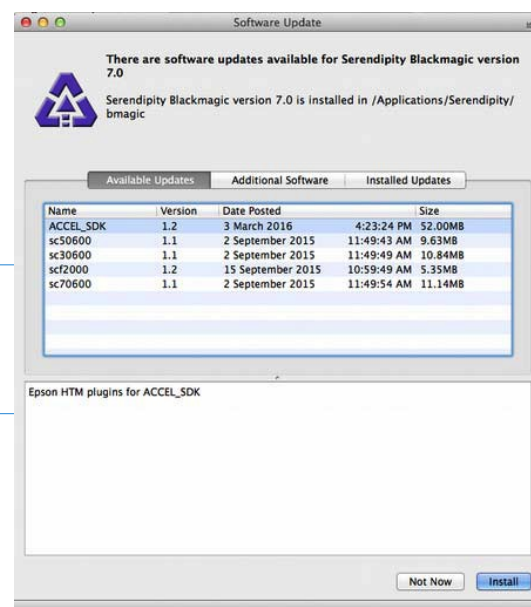 Software Update
There are software updates available for Serendipity Blackmagic version
7.0
Serendipity Blackmagic version 7.0 is installed in /Applications/Serendipity/
bmagic
Available Updates Additional Software Installed Updates
Name Version Date Posted Size
ACCEL_SDK 1.2 3 March 2016 4:23:24 PM 52.00MB
sc50600 1.1 2 September 2015 11:49:43 AM 9.63MB
sc30600 1.1 2 September 2015 11:49:49 AM 10.84MB
scf2000 1.2 15 September 2015 10:59:49 AM 5.35MB
sc70600 1.1 2 September 2015 11:49:54 AM 11.14MB
Epson HTM plugins for ACCEL_SDK
Not Now Install